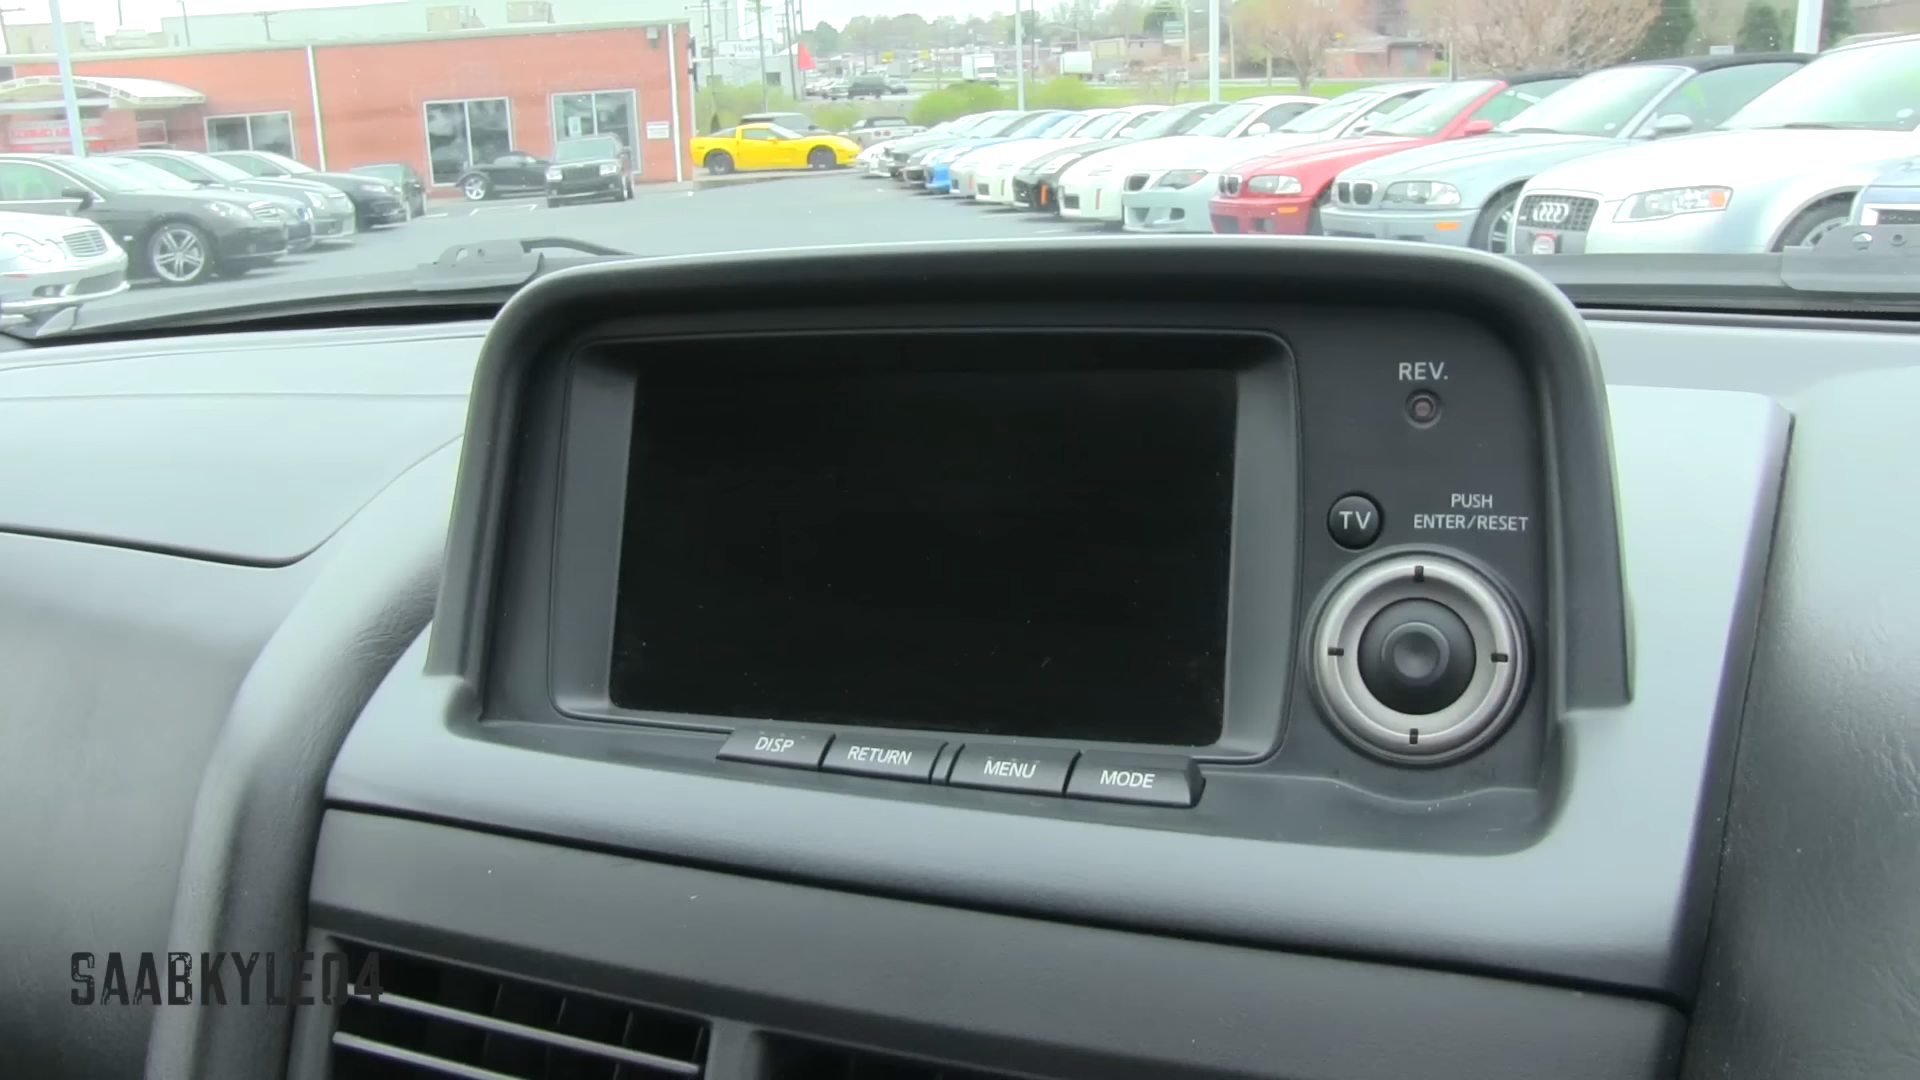 REV.
TV
PUSH
ENTER/RESET
DISP
RETURN
MENU
MODE
SAABKYLE04